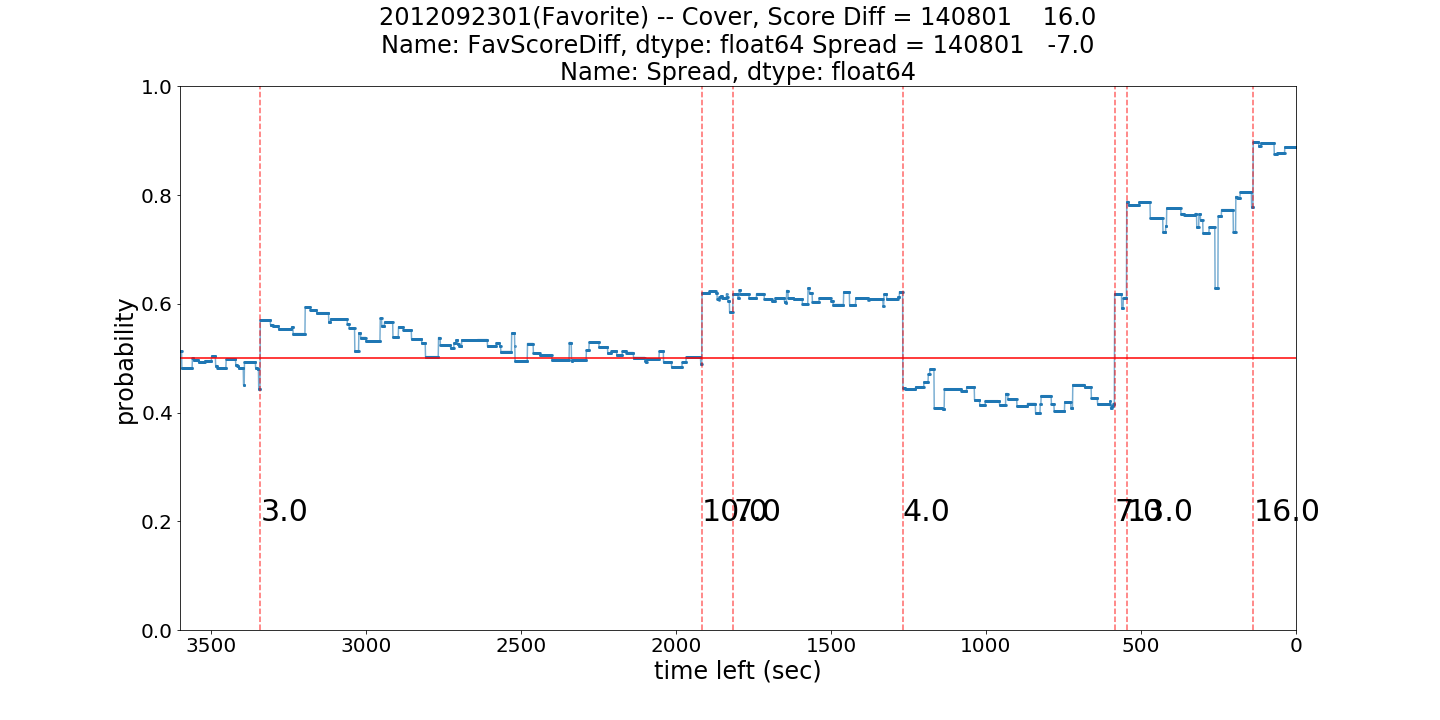 2012092301(Favorite) -- Cover, Score Diff = 140801    16.0
Name: FavScoreDiff, dtype: float64 Spread = 140801   -7.0
Name: Spread, dtype: float64
1.0
0.8
0.6
0.4
0.2
0.0
probability
3.0
10.0
7.0
4.0
7.0
13.0
16.0
3500 3000 2500 2000 1500 1000 500 0
time left (sec)